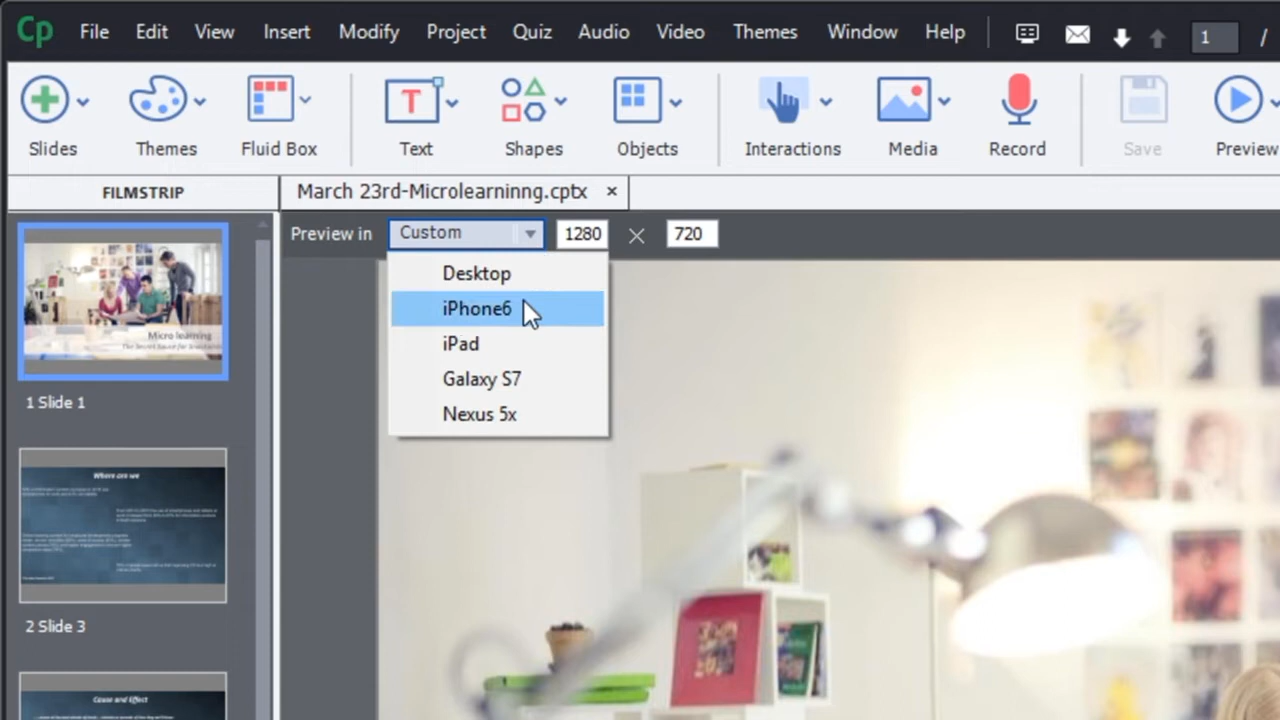 Cp File Edit View Insert Modify Project Quiz Audio Video Themes Window Help 1 /
Slides Themes Fluid Box Text Shapes Objects Interactions Media Record Save Preview
FILMSTRIP March 23rd-Microlearninng.cptx ×
Preview in Custom 1280 × 720
Desktop
iPhone6
iPad
Galaxy S7
Nexus 5x
Micro learning
1 Slide 1
Where are we
2 Slide 3
Cause and Effect